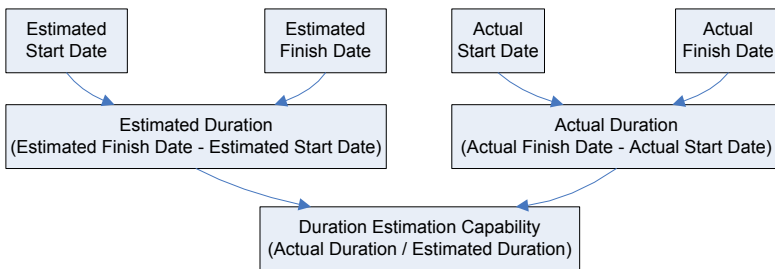 Estimated
Start Date
Estimated
Finish Date
Actual
Start Date
Actual
Finish Date
Estimated Duration
(Estimated Finish Date - Estimated Start Date)
Actual Duration
(Actual Finish Date - Actual Start Date)
Duration Estimation Capability
(Actual Duration / Estimated Duration)